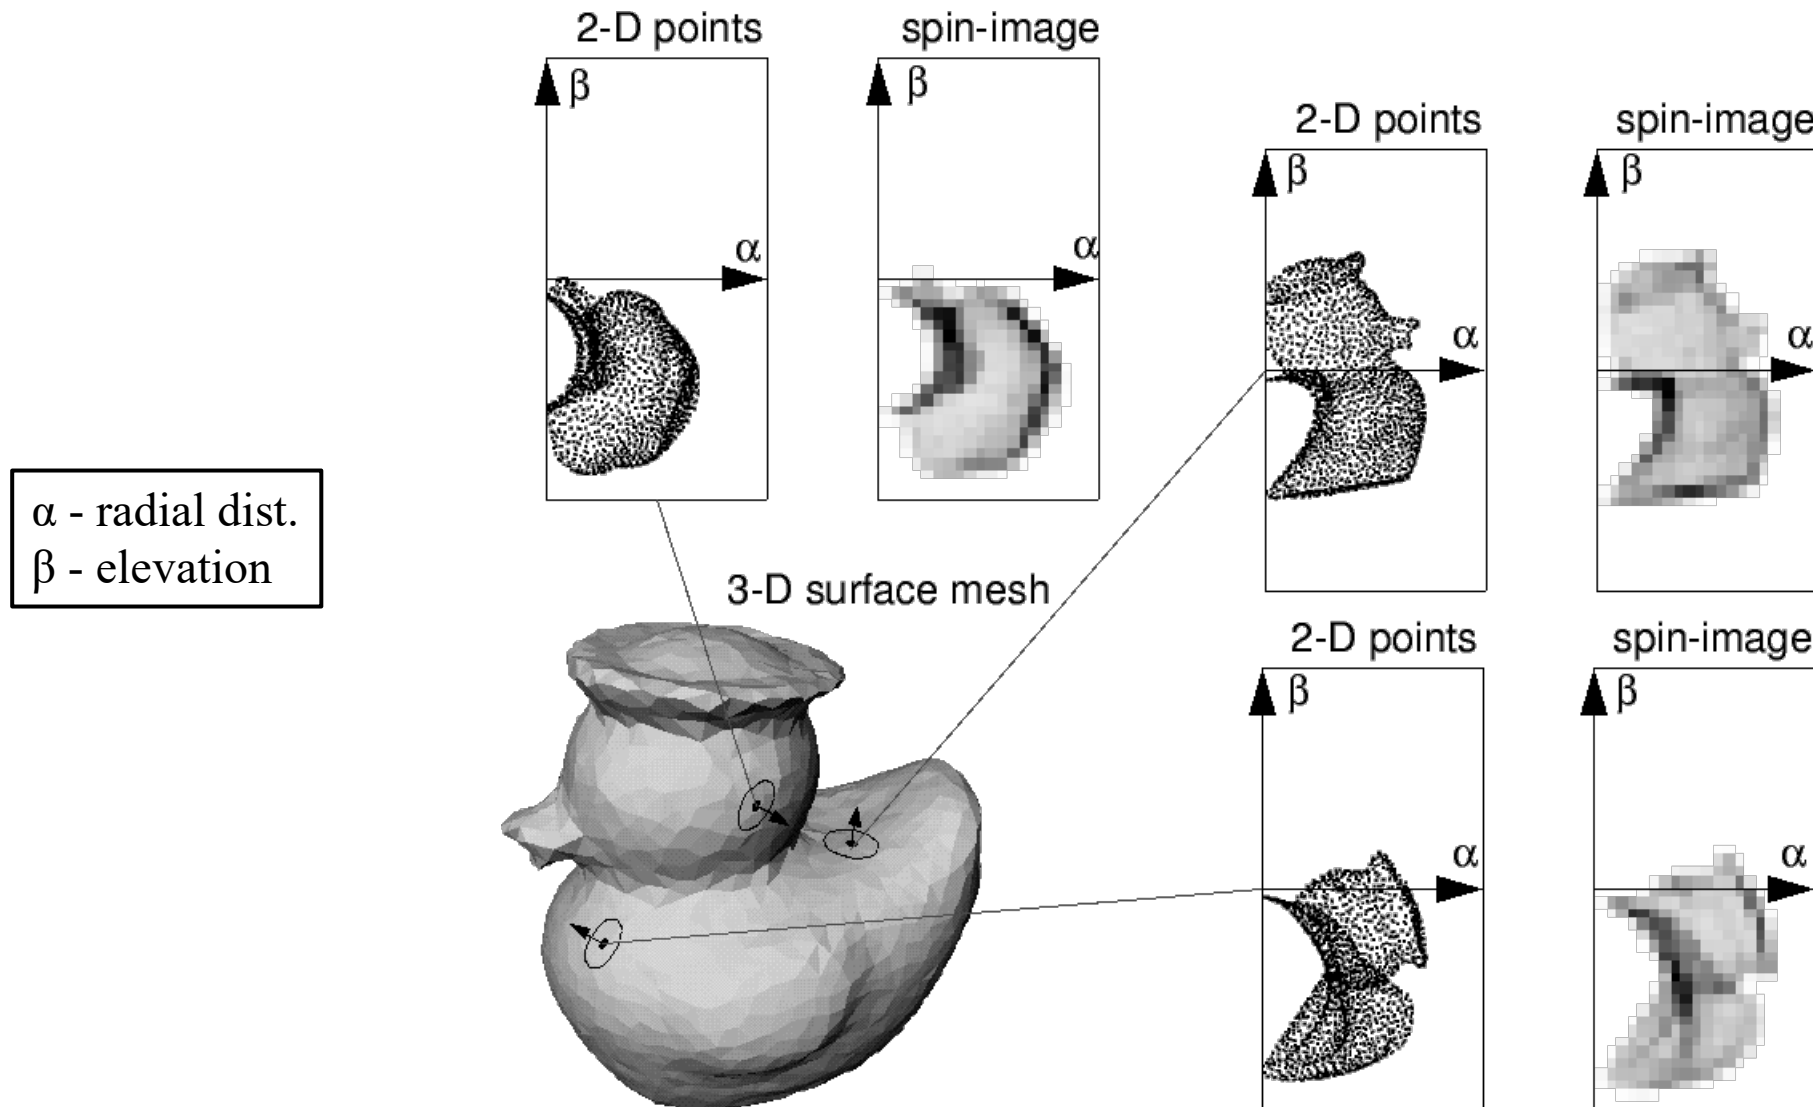 2-D points
spin-image
β
β
α
α
2-D points
spin-image
β
β
α
α
α - radial dist.
β - elevation
3-D surface mesh
2-D points
spin-image
β
β
α
α